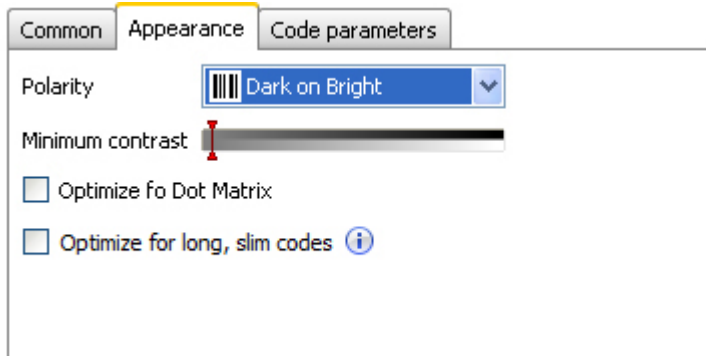 Common Appearance Code parameters
Polarity Dark on Bright
Minimum contrast
Optimize fo Dot Matrix
Optimize for long, slim codes